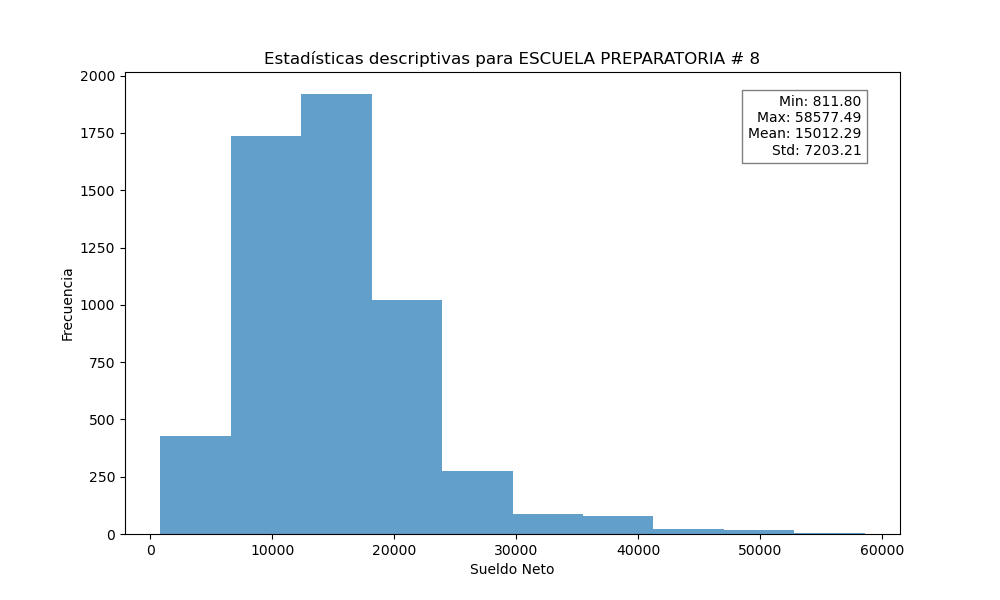 Estadísticas descriptivas para ESCUELA PREPARATORIA # 8
2000
1750
1500
1250
1000
750
500
250
0
Frecuencia
Min: 811.80
Max: 58577.49
Mean: 15012.29
Std: 7203.21
0 10000 20000 30000 40000 50000 60000
Sueldo Neto